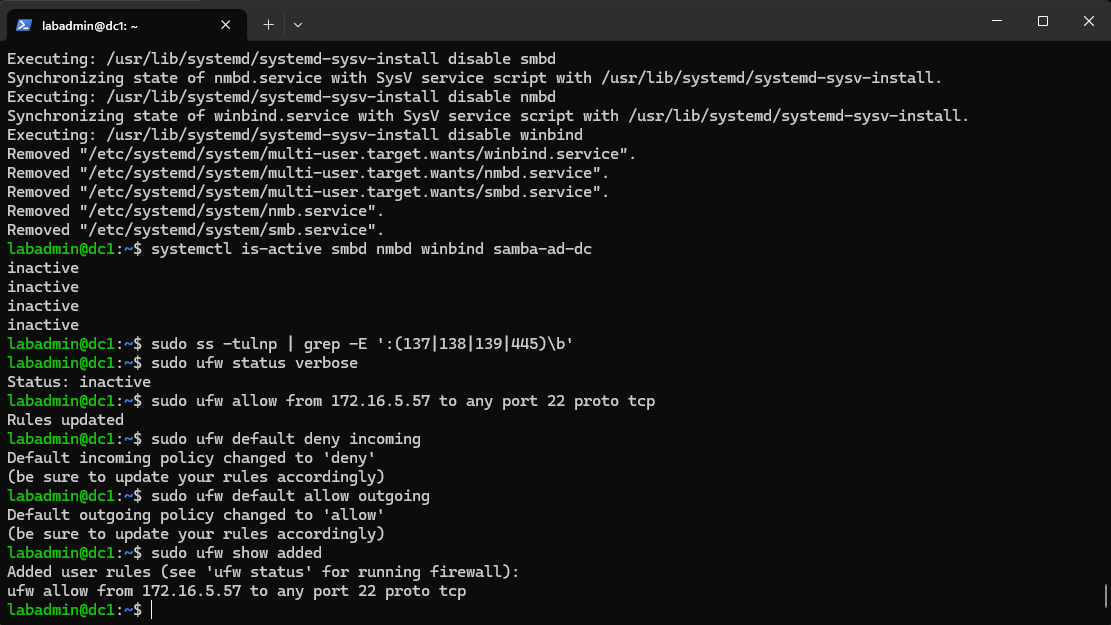 labadmin@dc1: ~
Executing: /usr/lib/systemd/systemd-sysv-install disable smbd
Synchronizing state of nmbd.service with SysV service script with /usr/lib/systemd/systemd-sysv-install.
Executing: /usr/lib/systemd/systemd-sysv-install disable nmbd
Synchronizing state of winbind.service with SysV service script with /usr/lib/systemd/systemd-sysv-install.
Executing: /usr/lib/systemd/systemd-sysv-install disable winbind
Removed "/etc/systemd/system/multi-user.target.wants/winbind.service".
Removed "/etc/systemd/system/multi-user.target.wants/nmbd.service".
Removed "/etc/systemd/system/multi-user.target.wants/smbd.service".
Removed "/etc/systemd/system/nmb.service".
Removed "/etc/systemd/system/smb.service".
labadmin@dc1:~$ systemctl is-active smbd nmbd winbind samba-ad-dc
inactive
inactive
inactive
inactive
labadmin@dc1:~$ sudo ss -tulnp | grep -E ':(137|138|139|445)\b'
labadmin@dc1:~$ sudo ufw status verbose
Status: inactive
labadmin@dc1:~$ sudo ufw allow from 172.16.5.57 to any port 22 proto tcp
Rules updated
labadmin@dc1:~$ sudo ufw default deny incoming
Default incoming policy changed to 'deny'
(be sure to update your rules accordingly)
labadmin@dc1:~$ sudo ufw default allow outgoing
Default outgoing policy changed to 'allow'
(be sure to update your rules accordingly)
labadmin@dc1:~$ sudo ufw show added
Added user rules (see 'ufw status' for running firewall):
ufw allow from 172.16.5.57 to any port 22 proto tcp
labadmin@dc1:~$